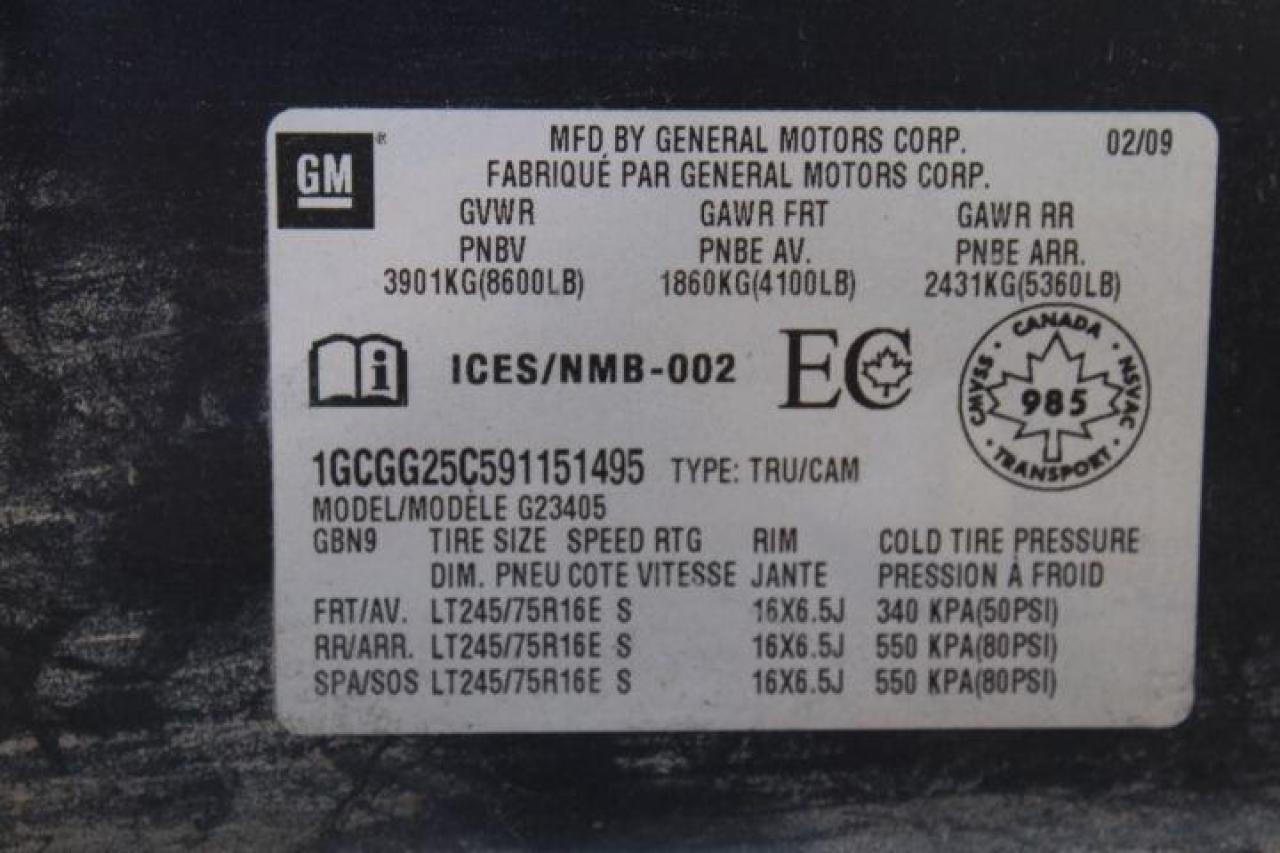 GM®
MFD BY GENERAL MOTORS CORP. 02/09
FABRIQUÉ PAR GENERAL MOTORS CORP.
GVWR GAWR FRT GAWR RR
PNBV PNBE AV. PNBE ARR.
3901KG(8600LB) 1860KG(4100LB) 2431KG(5360LB)
i ICES/NMB-002 EC
CANADA
CMVSS 985 NSVAC
TRANSPORT
1GCGG25C591151495 TYPE: TRU/CAM
MODEL/MODÈLE G23405
GBN9 TIRE SIZE SPEED RTG RIM COLD TIRE PRESSURE
DIM. PNEU COTE VITESSE JANTE PRESSION À FROID
FRT/AV. LT245/75R16E S 16X6.5J 340 KPA(50PSI)
RR/ARR. LT245/75R16E S 16X6.5J 550 KPA(80PSI)
SPA/SOS LT245/75R16E S 16X6.5J 550 KPA(80PSI)